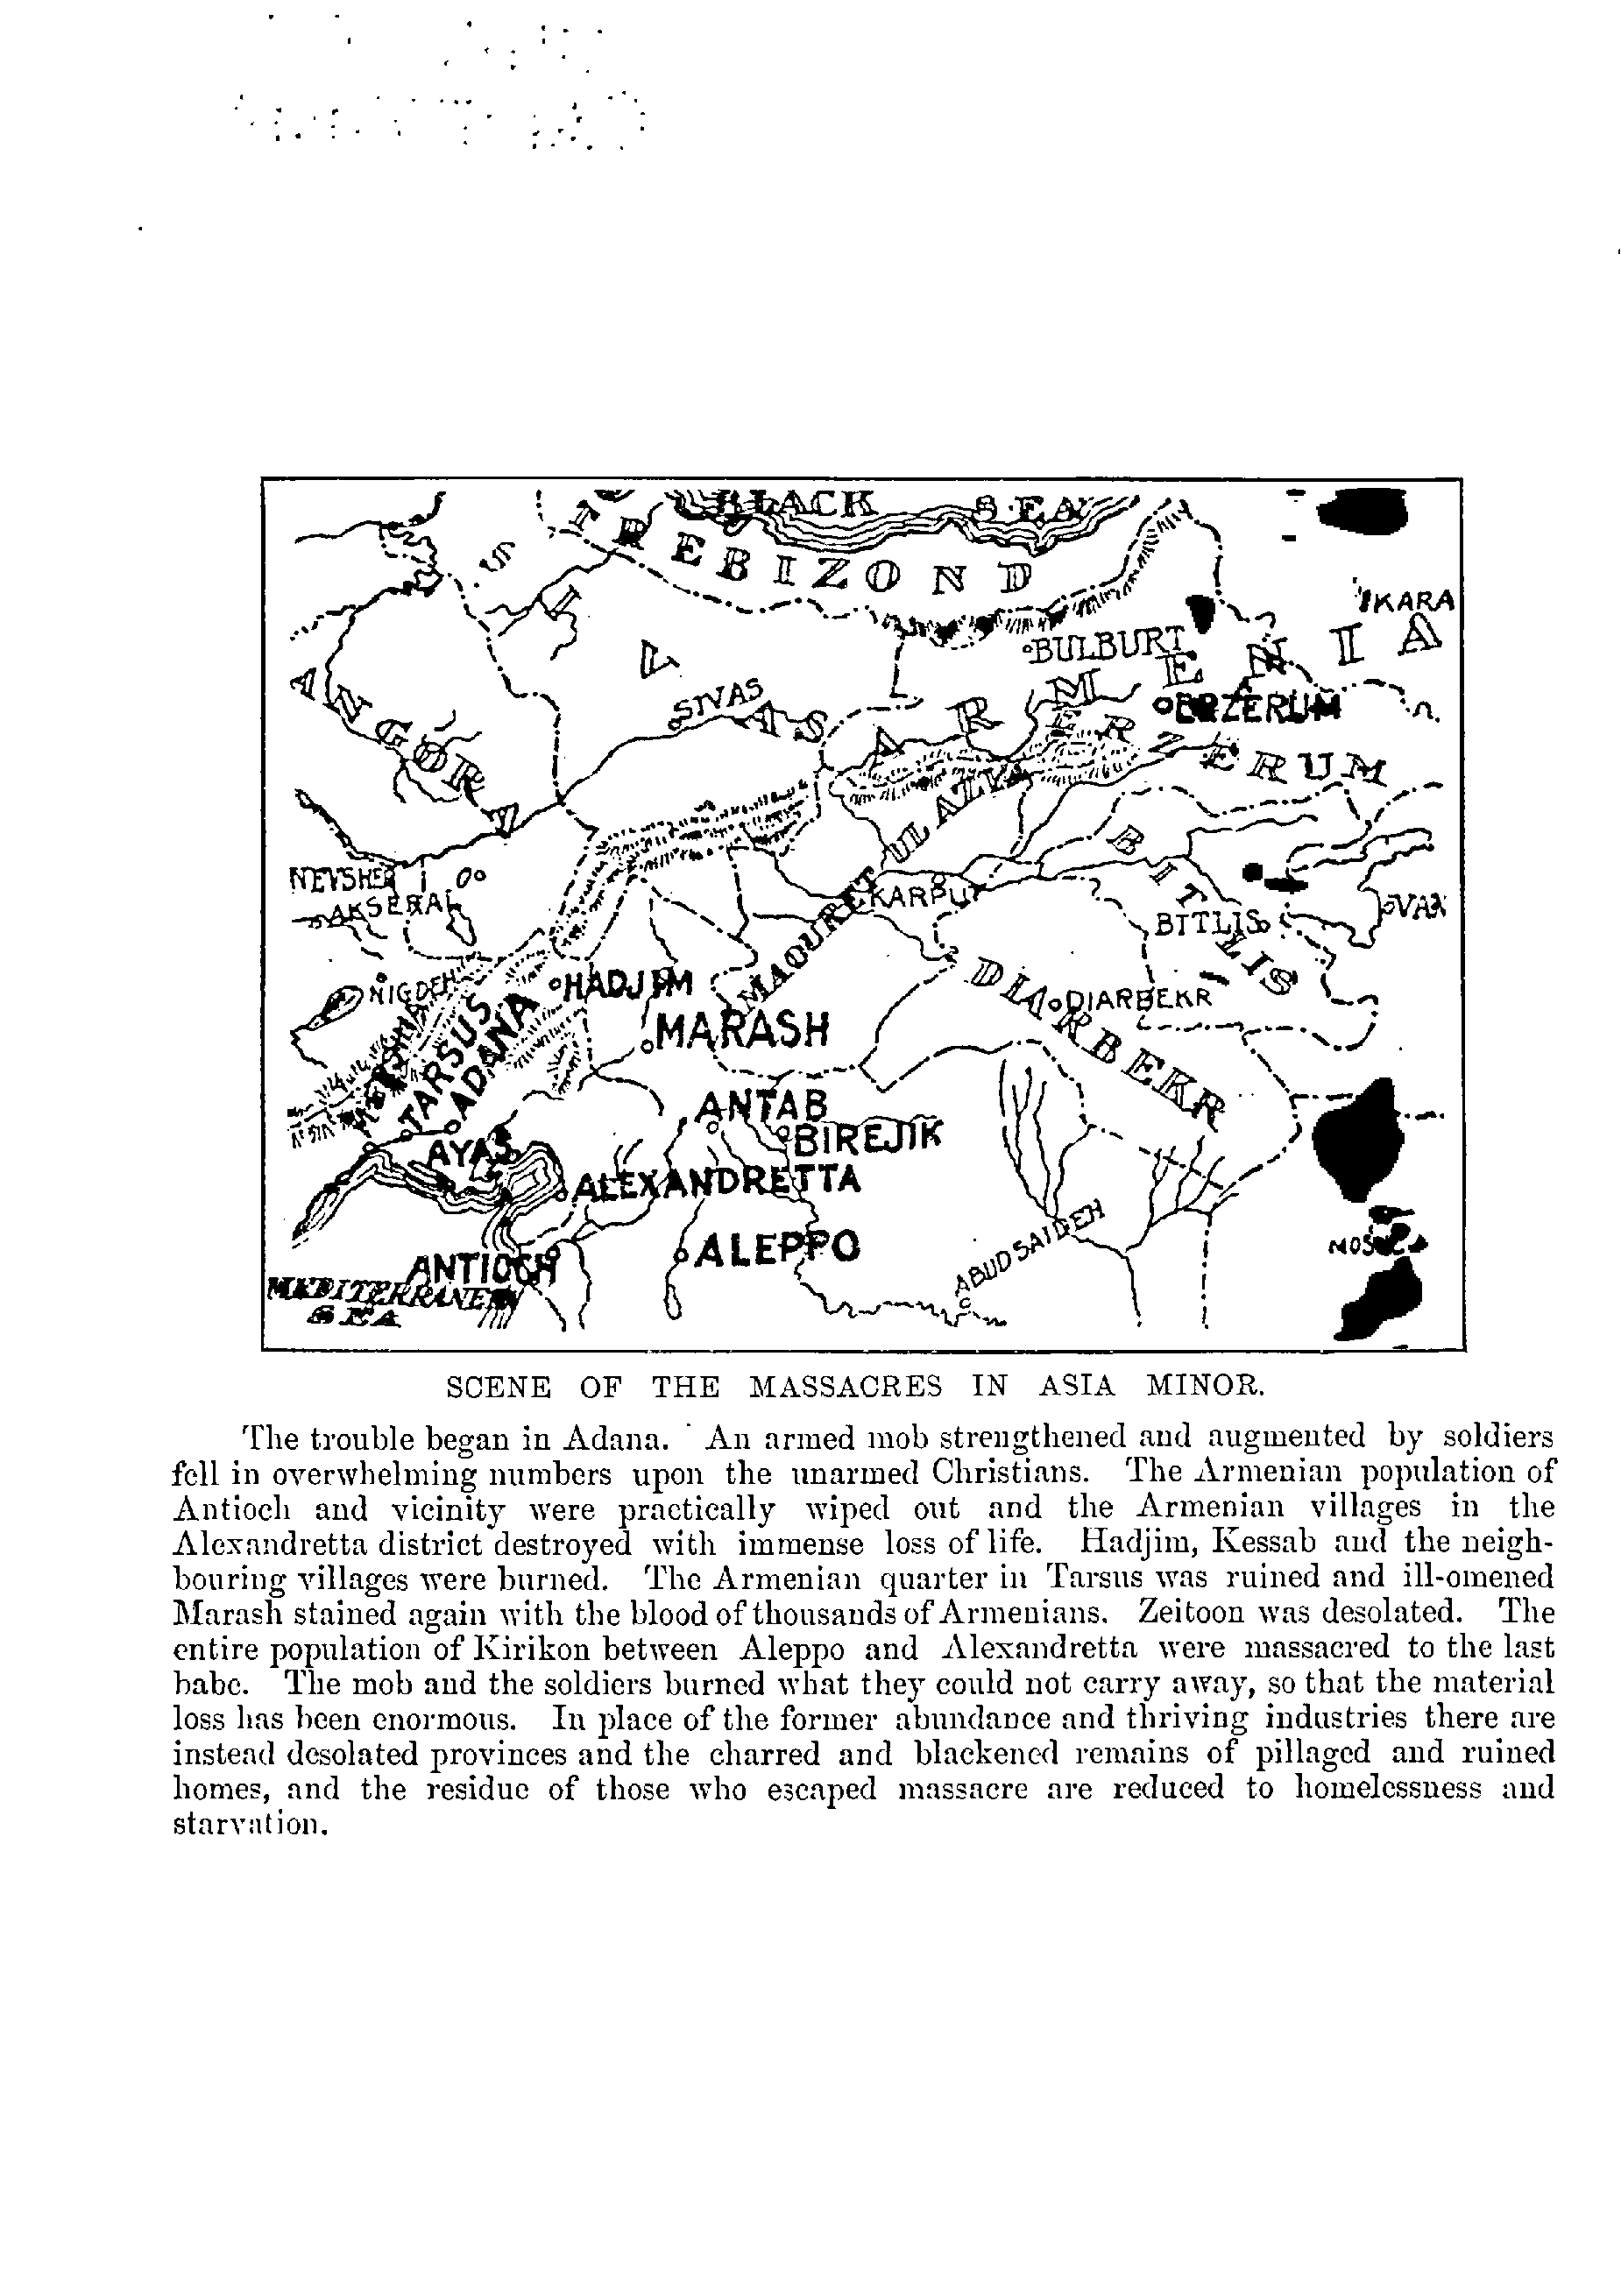 BLACK SEA
TREBIZOND
KARA
SIVAS
BULBURT
ARMENIA
ANGORA
SIVAS
ERZERUM
ERZERUM
MAOURET UL AZIZ
BITLIS
NEVSHER
AKSERAI
KARPUT
BITLIS
VAN
NIGDEH
HADJIM
DIARBEKR
DIARBEKR
TARSUS
ADANA
MARASH
ANTAB
BIREJIK
AYAS
ALEXANDRETTA
ABUDSAIDEH
ALEPPO
ANTIOCH
MEDITERRANEAN
SEA
SCENE OF THE MASSACRES IN ASIA MINOR.
The trouble began in Adana. An armed mob strengthened and augmented by soldiers
fell in overwhelming numbers upon the unarmed Christians. The Armenian population of
Antioch and vicinity were practically wiped out and the Armenian villages in the
Alexandretta district destroyed with immense loss of life. Hadjim, Kessab and the neigh-
bouring villages were burned. The Armenian quarter in Tarsus was ruined and ill-omened
Marash stained again with the blood of thousands of Armenians. Zeitoon was desolated. The
entire population of Kirikon between Aleppo and Alexandretta were massacred to the last
babe. The mob and the soldiers burned what they could not carry away, so that the material
loss has been enormous. In place of the former abundance and thriving industries there are
instead desolated provinces and the charred and blackened remains of pillaged and ruined
homes, and the residue of those who escaped massacre are reduced to homelessness and
starvation.